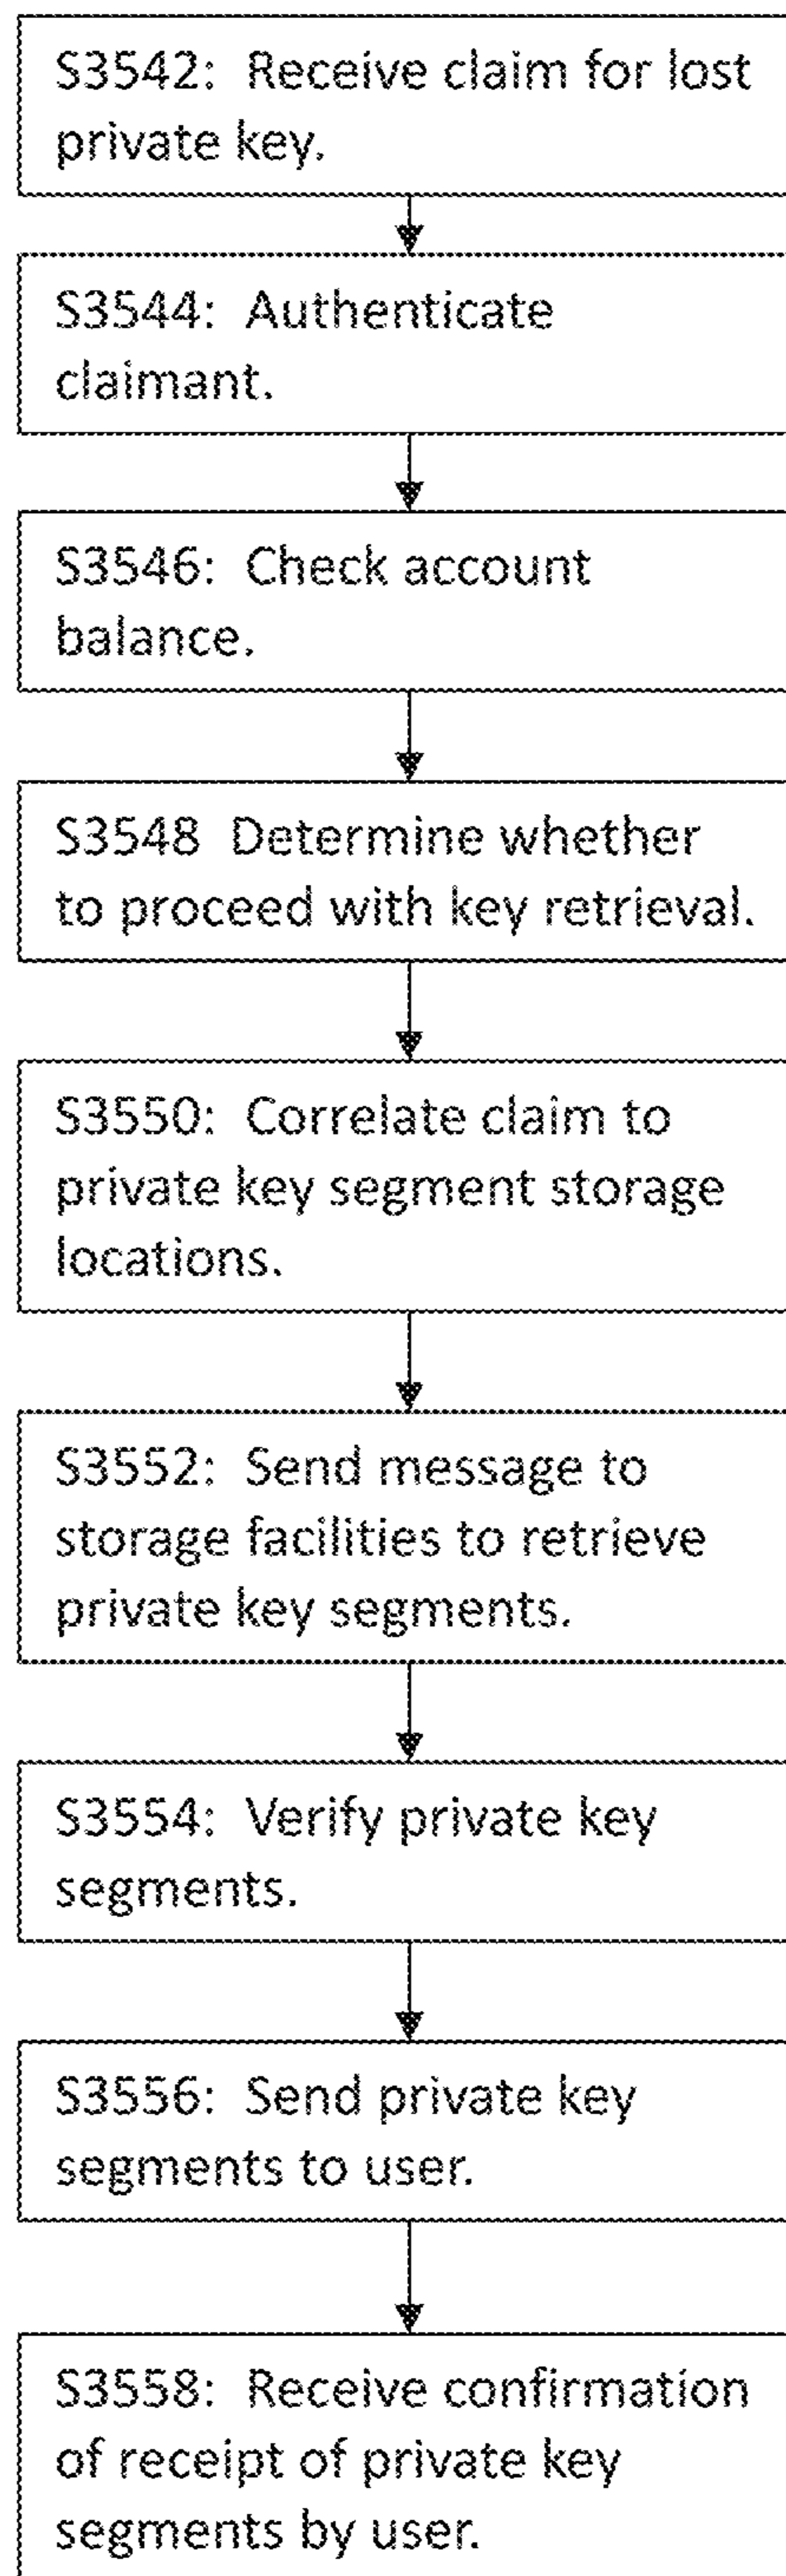 S3542: Receive claim for lost
private key.
S3544: Authenticate
claimant.
S3546: Check account
balance.
S3548 Determine whether
to proceed with key retrieval.
S3550: Correlate claim to
private key segment storage
locations.
S3552: Send message to
storage facilities to retrieve
private key segments.
S3554: Verify private key
segments.
S3556: Send private key
segments to user.
S3558: Receive confirmation
of receipt of private key
segments by user.